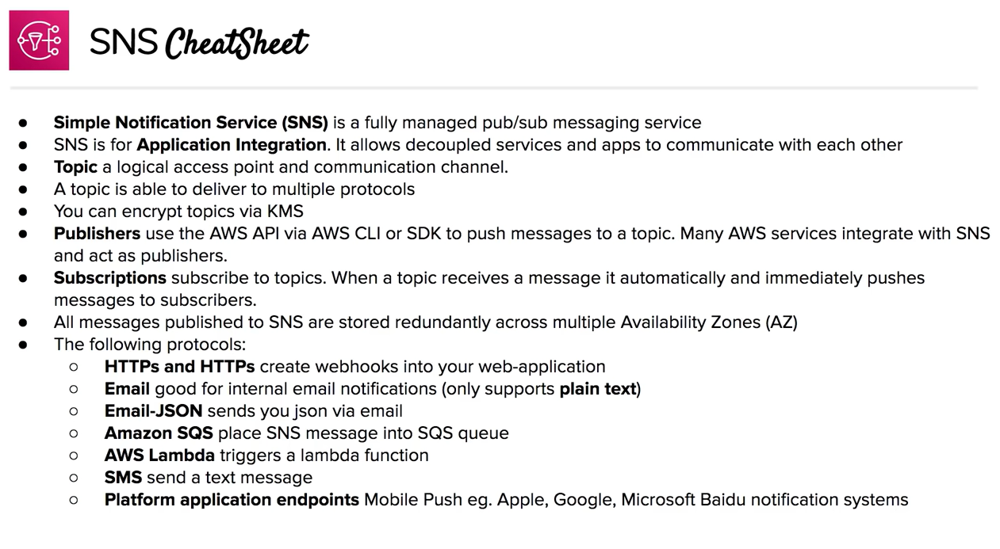 SNS CheatSheet
● Simple Notification Service (SNS) is a fully managed pub/sub messaging service
● SNS is for Application Integration. It allows decoupled services and apps to communicate with each other
● Topic a logical access point and communication channel.
● A topic is able to deliver to multiple protocols
● You can encrypt topics via KMS
● Publishers use the AWS API via AWS CLI or SDK to push messages to a topic. Many AWS services integrate with SNS
and act as publishers.
● Subscriptions subscribe to topics. When a topic receives a message it automatically and immediately pushes
messages to subscribers.
● All messages published to SNS are stored redundantly across multiple Availability Zones (AZ)
● The following protocols:
○ HTTPs and HTTPs create webhooks into your web-application
○ Email good for internal email notifications (only supports plain text)
○ Email-JSON sends you json via email
○ Amazon SQS place SNS message into SQS queue
○ AWS Lambda triggers a lambda function
○ SMS send a text message
○ Platform application endpoints Mobile Push eg. Apple, Google, Microsoft Baidu notification systems